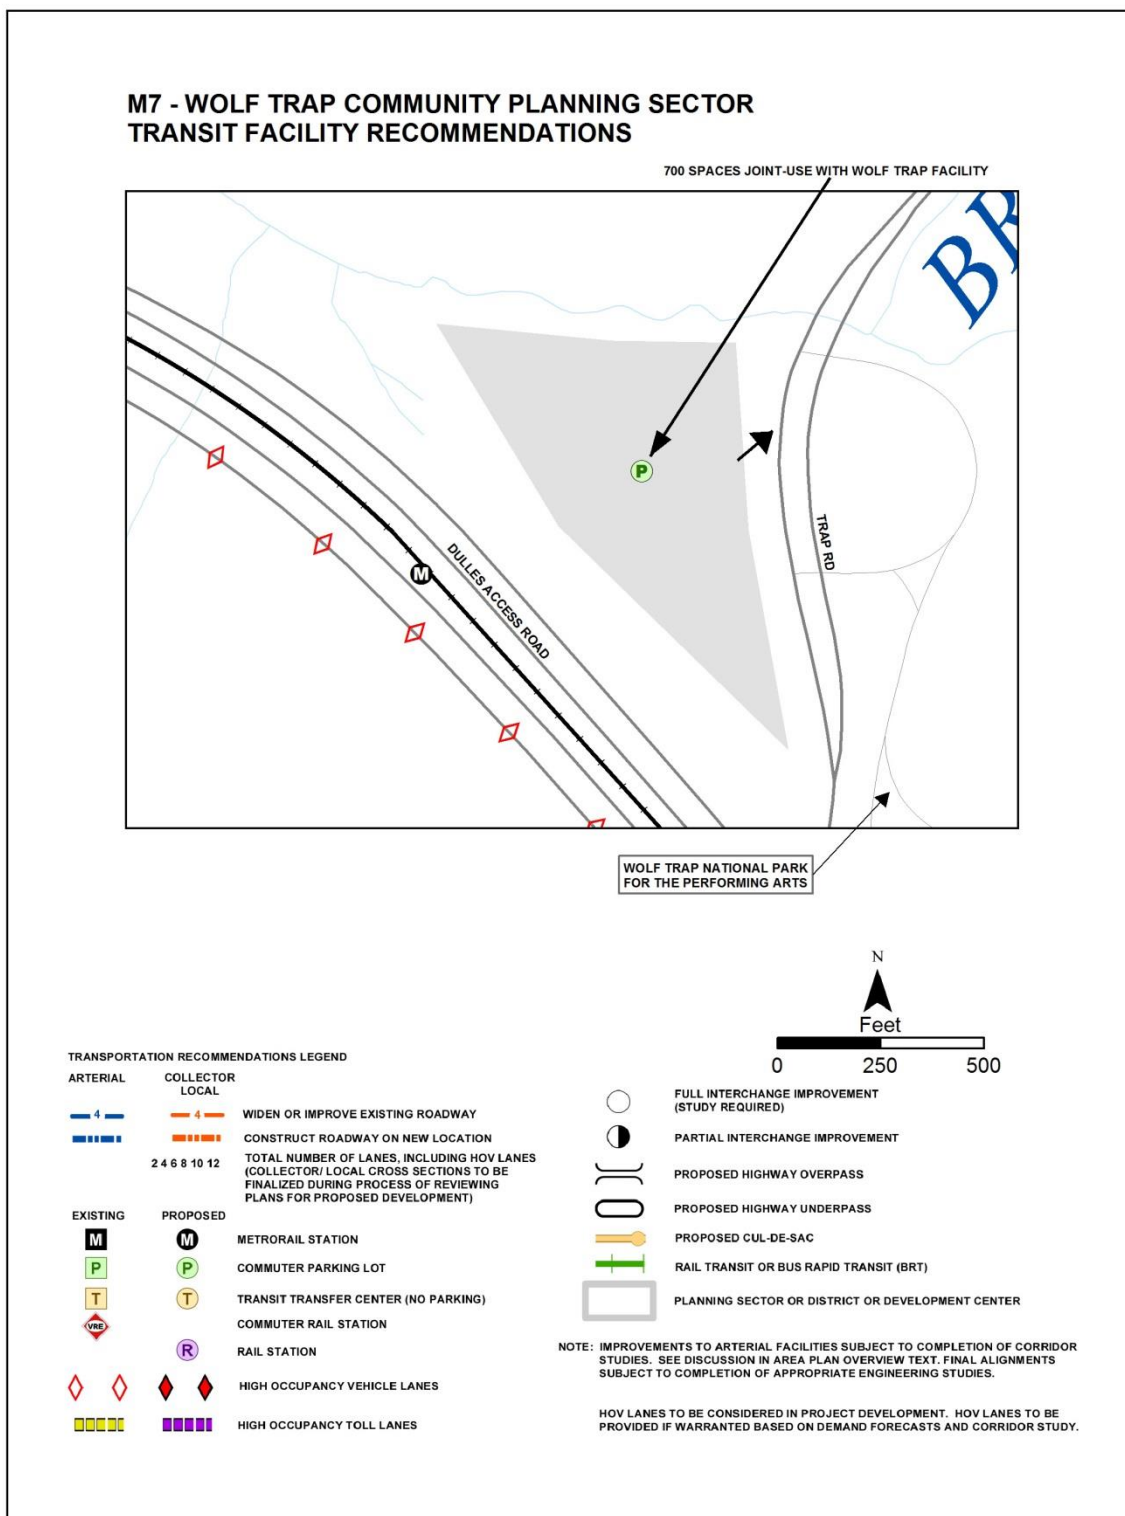 M7 - WOLF TRAP COMMUNITY PLANNING SECTOR
TRANSIT FACILITY RECOMMENDATIONS
700 SPACES JOINT-USE WITH WOLF TRAP FACILITY
BR
P
TRAP RD
M
DULLES ACCESS ROAD
WOLF TRAP NATIONAL PARK
FOR THE PERFORMING ARTS
N
Feet
0 250 500
TRANSPORTATION RECOMMENDATIONS LEGEND
ARTERIAL COLLECTOR
LOCAL
4 4 WIDEN OR IMPROVE EXISTING ROADWAY
CONSTRUCT ROADWAY ON NEW LOCATION
2 4 6 8 10 12 TOTAL NUMBER OF LANES, INCLUDING HOV LANES
(COLLECTOR/ LOCAL CROSS SECTIONS TO BE
FINALIZED DURING PROCESS OF REVIEWING
PLANS FOR PROPOSED DEVELOPMENT)
EXISTING PROPOSED
M M METRORAIL STATION
P P COMMUTER PARKING LOT
T T TRANSIT TRANSFER CENTER (NO PARKING)
VRE COMMUTER RAIL STATION
R RAIL STATION
HIGH OCCUPANCY VEHICLE LANES
HIGH OCCUPANCY TOLL LANES
FULL INTERCHANGE IMPROVEMENT
(STUDY REQUIRED)
PARTIAL INTERCHANGE IMPROVEMENT
PROPOSED HIGHWAY OVERPASS
PROPOSED HIGHWAY UNDERPASS
PROPOSED CUL-DE-SAC
RAIL TRANSIT OR BUS RAPID TRANSIT (BRT)
PLANNING SECTOR OR DISTRICT OR DEVELOPMENT CENTER
NOTE: IMPROVEMENTS TO ARTERIAL FACILITIES SUBJECT TO COMPLETION OF CORRIDOR
STUDIES. SEE DISCUSSION IN AREA PLAN OVERVIEW TEXT. FINAL ALIGNMENTS
SUBJECT TO COMPLETION OF APPROPRIATE ENGINEERING STUDIES.
HOV LANES TO BE CONSIDERED IN PROJECT DEVELOPMENT. HOV LANES TO BE
PROVIDED IF WARRANTED BASED ON DEMAND FORECASTS AND CORRIDOR STUDY.